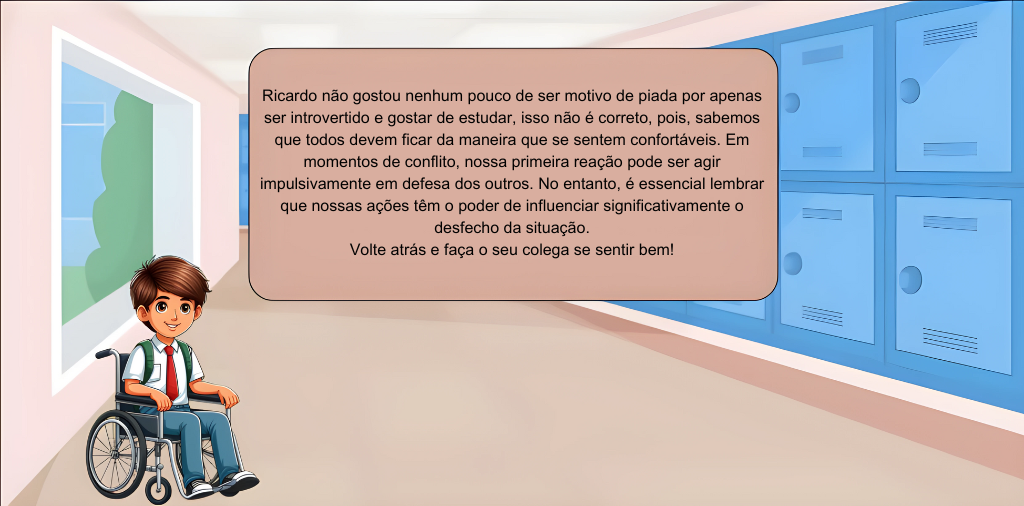 Ricardo não gostou nenhum pouco de ser motivo de piada por apenas
ser introvertido e gostar de estudar, isso não é correto, pois, sabemos
que todos devem ficar da maneira que se sentem confortáveis. Em
momentos de conflito, nossa primeira reação pode ser agir
impulsivamente em defesa dos outros. No entanto, é essencial lembrar
que nossas ações têm o poder de influenciar significativamente o
desfecho da situação.
Volte atrás e faça o seu colega se sentir bem!